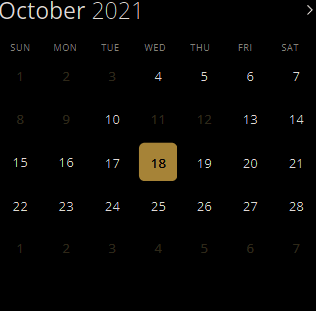 October 2021
SUN MON TUE WED THU FRI SAT
1 2 3 4 5 6 7
8 9 10 11 12 13 14
15 16 17 18 19 20 21
22 23 24 25 26 27 28
1 2 3 4 5 6 7